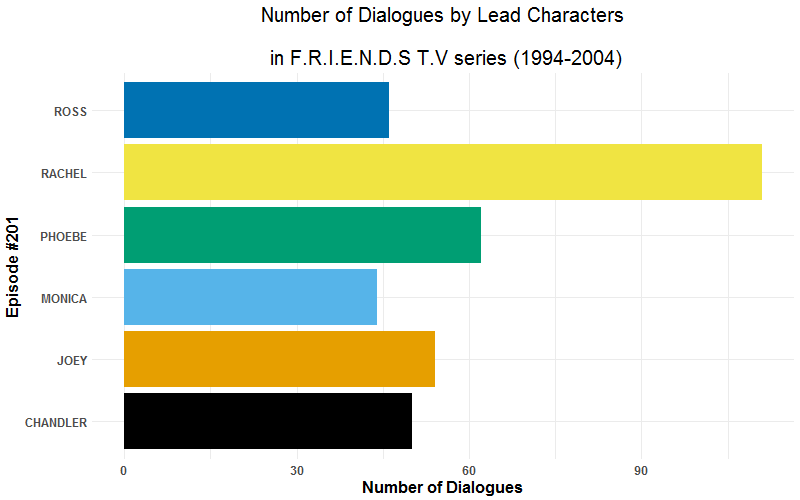 Number of Dialogues by Lead Characters
in F.R.I.E.N.D.S T.V series (1994-2004)
Episode #201
ROSS
RACHEL
PHOEBE
MONICA
JOEY
CHANDLER
0 30 60 90
Number of Dialogues